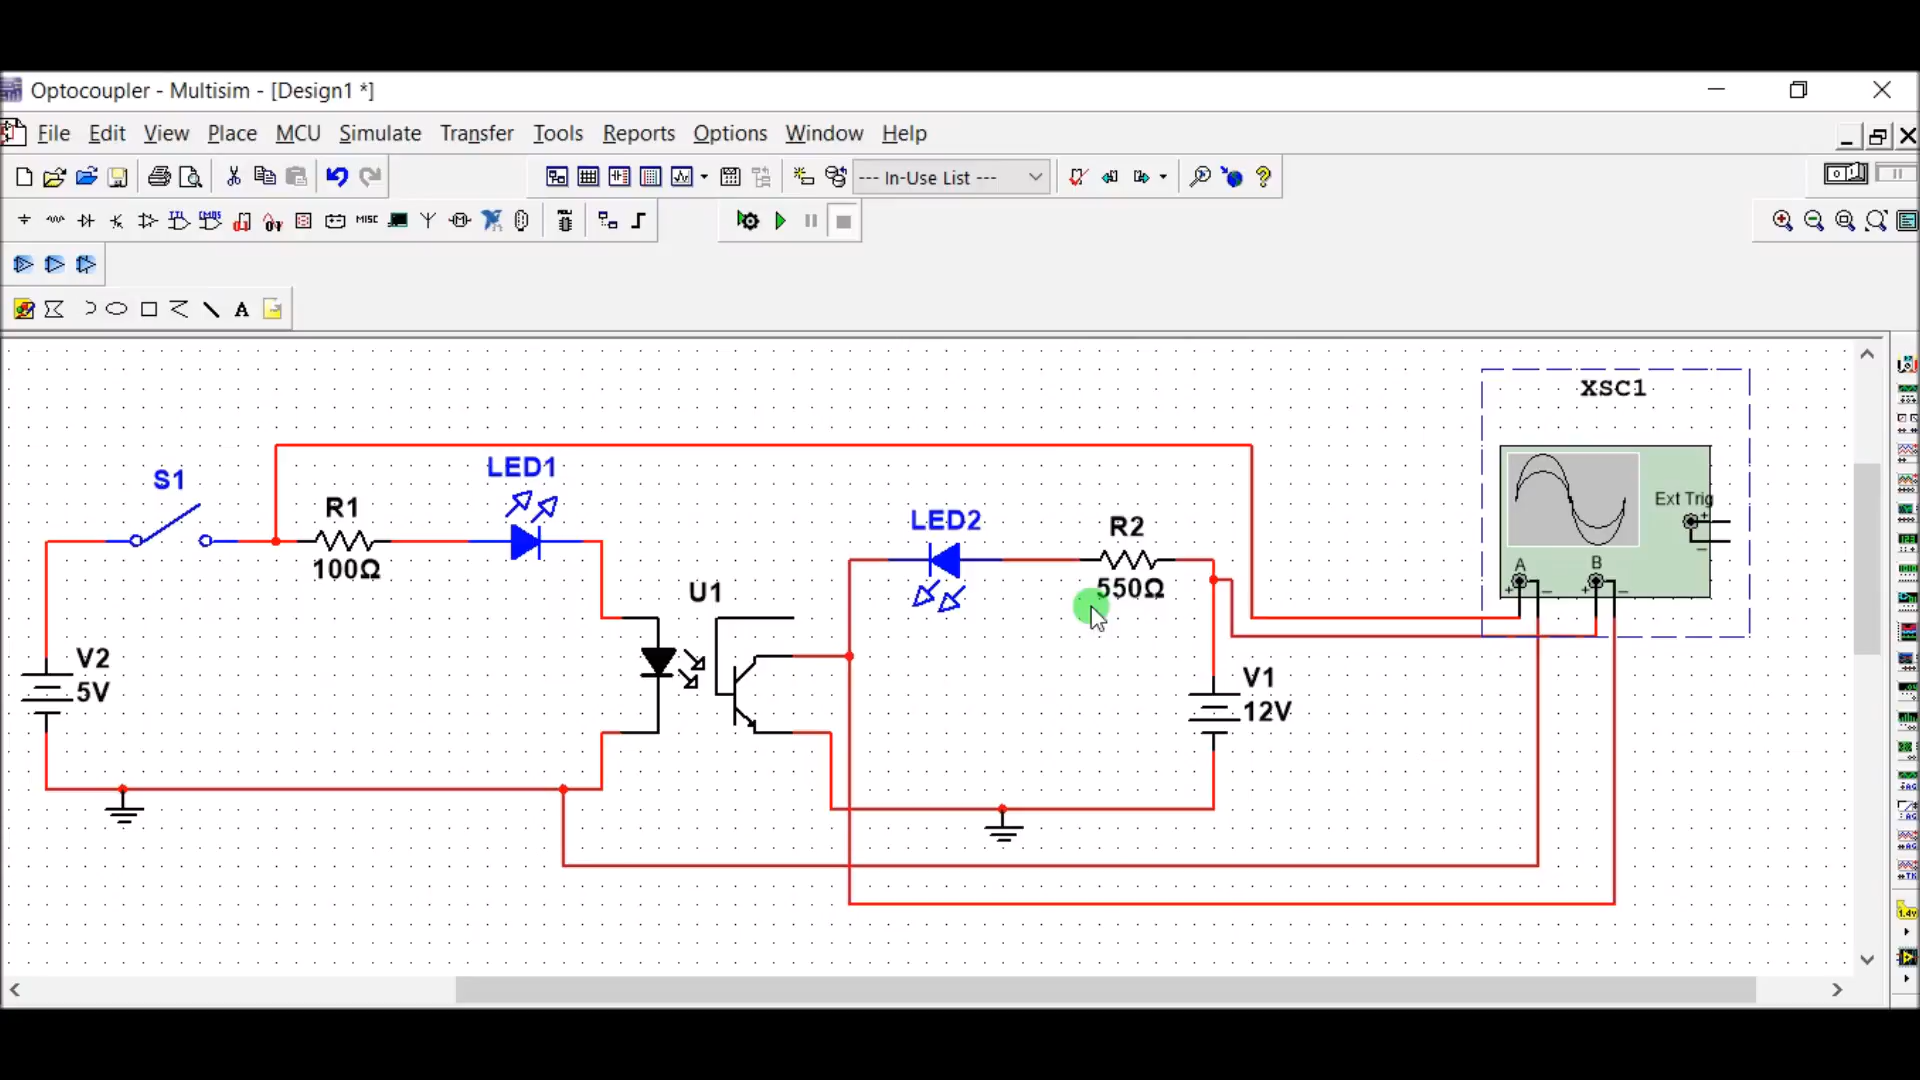 Optocoupler - Multisim - [Design1 *]
File Edit View Place MCU Simulate Transfer Tools Reports Options Window Help
--- In-Use List ---
MISC
A
XSC1
Ext Trig
A
B
S1
R1
100Ω
LED1
LED2
R2
550Ω
U1
V2
5V
V1
12V